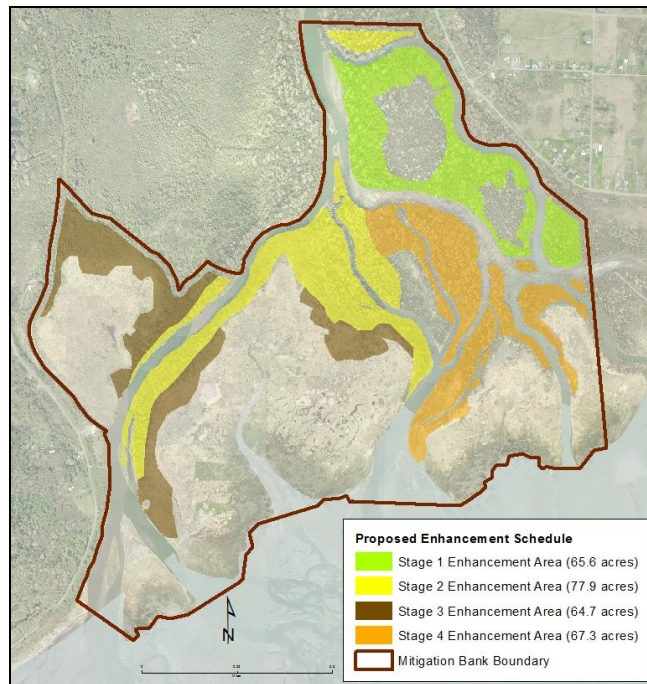 Proposed Enhancement Schedule
Stage 1 Enhancement Area (65.6 acres)
Stage 2 Enhancement Area (77.9 acres)
Stage 3 Enhancement Area (64.7 acres)
Stage 4 Enhancement Area (67.3 acres)
Mitigation Bank Boundary
N
0